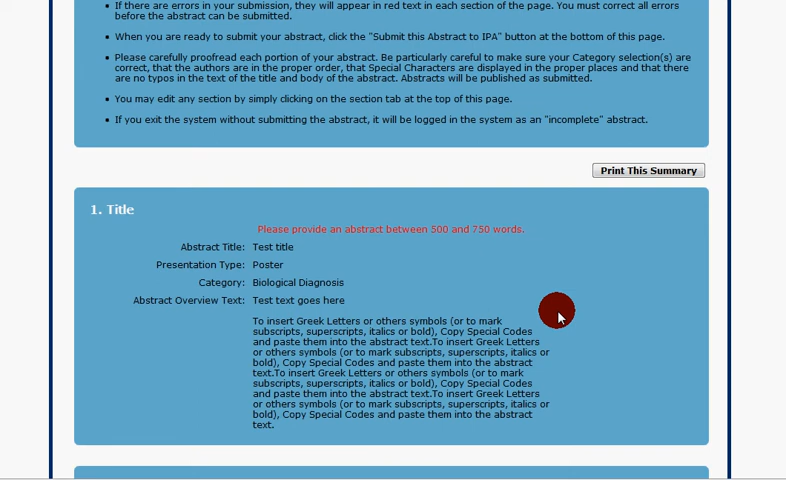 If there are errors in your submission, they will appear in red text in each section of the page. You must correct all errors
before the abstract can be submitted.
When you are ready to submit your abstract, click the "Submit this Abstract to IPA" button at the bottom of this page.
Please carefully proofread each portion of your abstract. Be particularly careful to make sure your Category selection(s) are
correct, that the authors are in the proper order, that Special Characters are displayed in the proper places and that there
are no typos in the text of the title and body of the abstract. Abstracts will be published as submitted.
You may edit any section by simply clicking on the section tab at the top of this page.
If you exit the system without submitting the abstract, it will be logged in the system as an "incomplete" abstract.
Print This Summary
1. Title
Please provide an abstract between 500 and 750 words.
Abstract Title: Test title
Presentation Type: Poster
Category: Biological Diagnosis
Abstract Overview Text: Test text goes here
To insert Greek Letters or others symbols (or to mark
subscripts, superscripts, italics or bold), Copy Special Codes
and paste them into the abstract text.To insert Greek Letters
or others symbols (or to mark subscripts, superscripts, italics or
bold), Copy Special Codes and paste them into the abstract
text.To insert Greek Letters or others symbols (or to mark
subscripts, superscripts, italics or bold), Copy Special Codes
and paste them into the abstract text.To insert Greek Letters
or others symbols (or to mark subscripts, superscripts, italics or
bold), Copy Special Codes and paste them into the abstract
text.